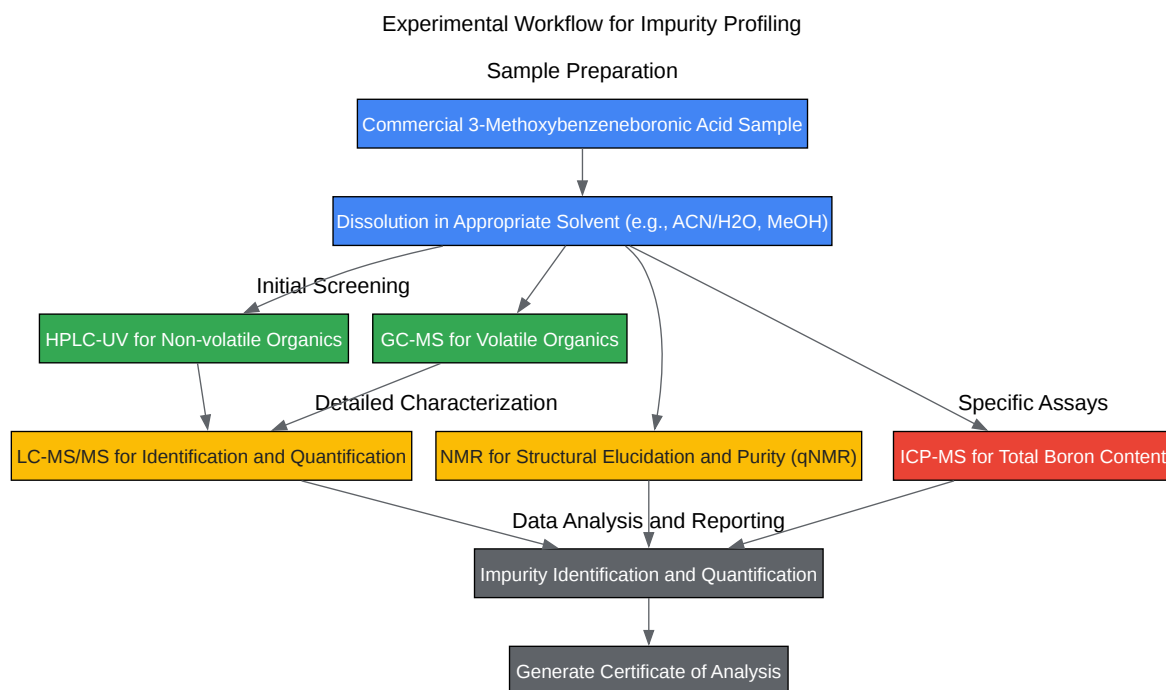 Experimental Workflow for Impurity Profiling
Sample Preparation
Commercial 3-Methoxybenzeneboronic Acid Sample
Dissolution in Appropriate Solvent (e.g., ACN/H2O, MeOH)
Initial Screening
HPLC-UV for Non-volatile Organics
GC-MS for Volatile Organics
Detailed Characterization
Specific Assays
LC-MS/MS for Identification and Quantification
NMR for Structural Elucidation and Purity (qNMR)
ICP-MS for Total Boron Content
Data Analysis and Reporting
Impurity Identification and Quantification
Generate Certificate of Analysis